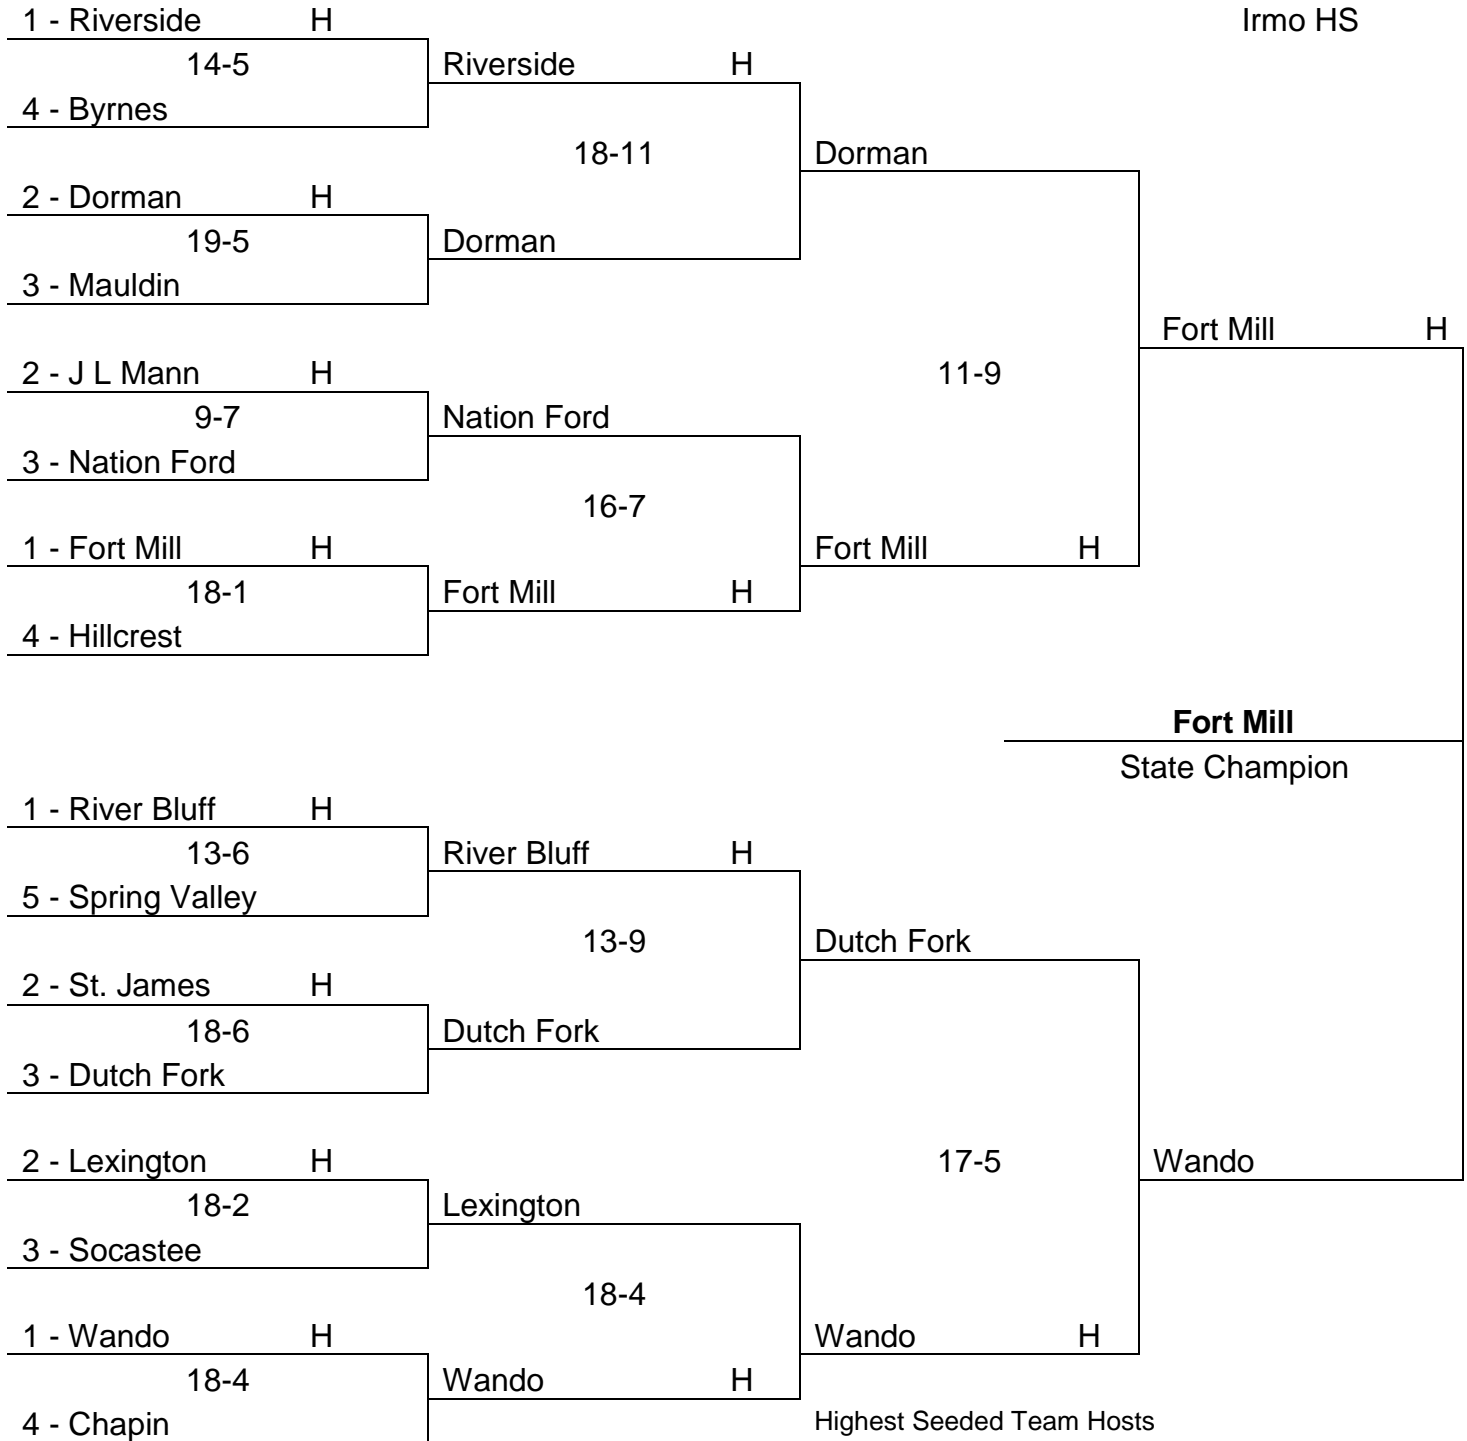 1 - Riverside H Irmo HS
14-5 Riverside H
4 - Byrnes
18-11 Dorman
2 - Dorman H
19-5 Dorman
3 - Mauldin
Fort Mill H
2 - J L Mann H 11-9
9-7 Nation Ford
3 - Nation Ford
16-7
1 - Fort Mill H Fort Mill H
18-1 Fort Mill H
4 - Hillcrest
Fort Mill
State Champion
1 - River Bluff H
13-6 River Bluff H
5 - Spring Valley
13-9 Dutch Fork
2 - St. James H
18-6 Dutch Fork
3 - Dutch Fork
2 - Lexington H 17-5 Wando
18-2 Lexington
3 - Socastee
18-4
1 - Wando H Wando H
18-4 Wando H
4 - Chapin Highest Seeded Team Hosts